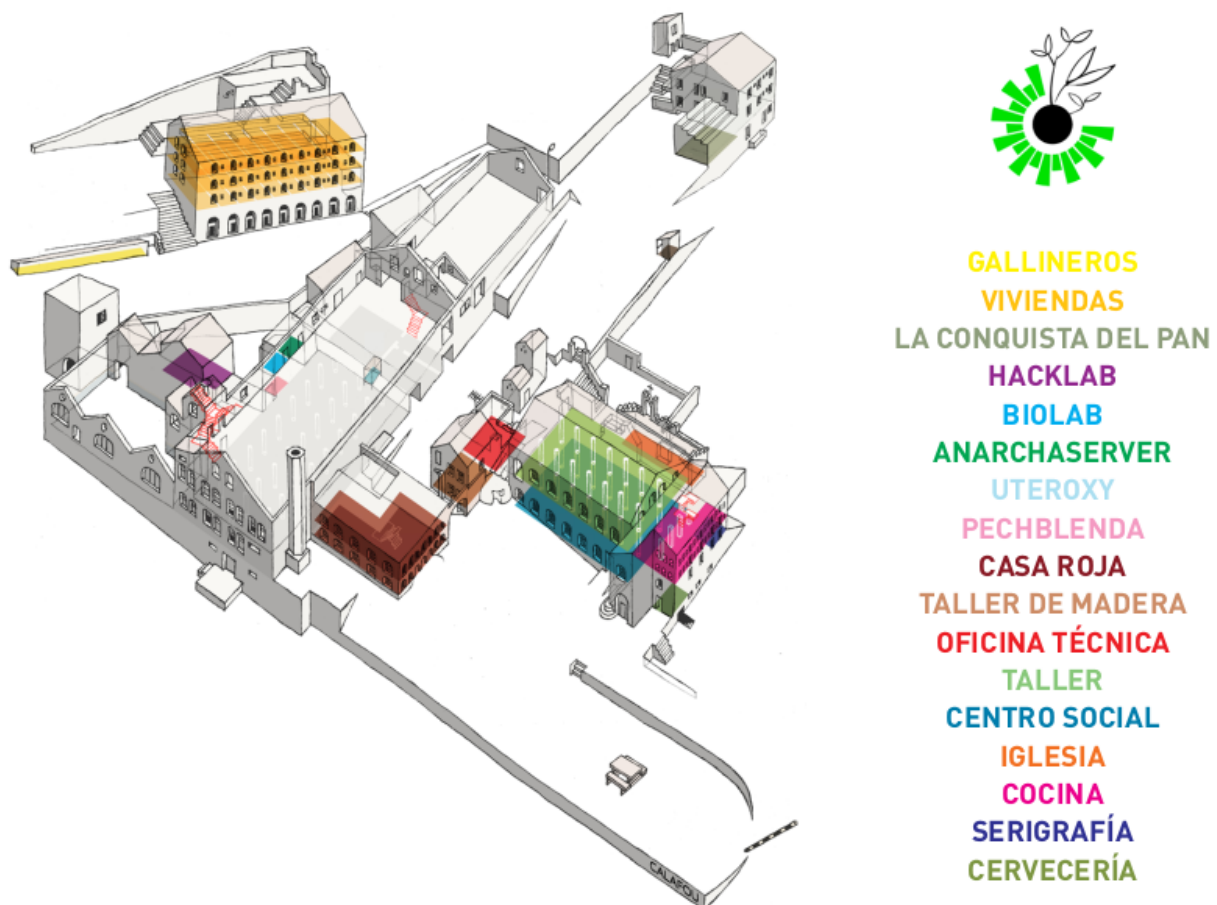 GALLINEROS
VIVIENDAS
LA CONQUISTA DEL PAN
HACKLAB
BIOLAB
ANARCHASERVER
UTEROXY
PECHBLENDA
CASA ROJA
TALLER DE MADERA
OFICINA TÉCNICA
TALLER
CENTRO SOCIAL
IGLESIA
COCINA
SERIGRAFÍA
CERVECERÍA
CALAFOU